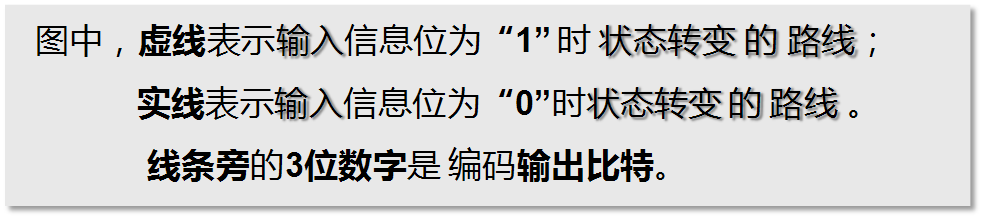 图中，虚线表示输入信息位为“1”时状态转变的路线；
实线表示输入信息位为“0”时状态转变的路线。
线条旁的3位数字是编码输出比特。